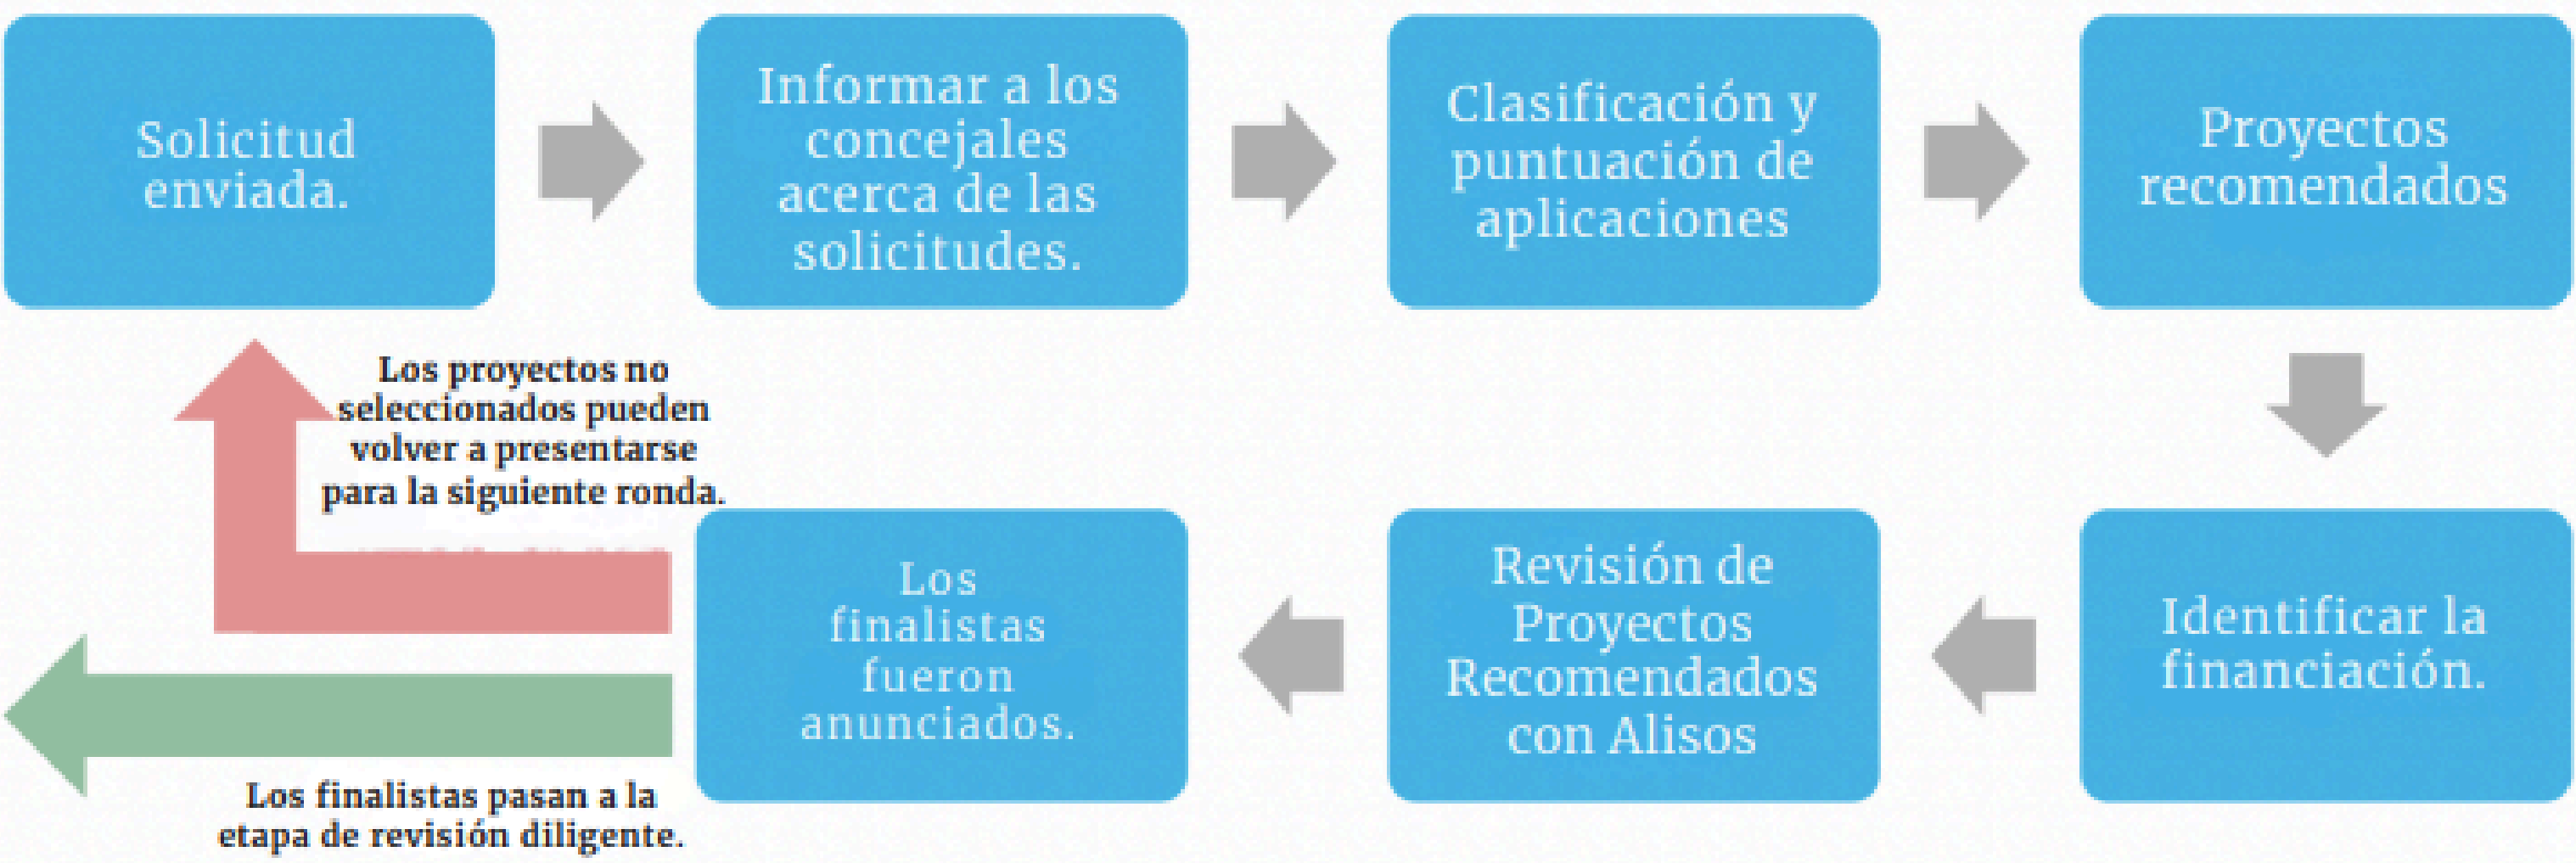 Solicitud
enviada.
Informar a los
concejales
acerca de las
solicitudes.
Clasificación y
puntuación de
aplicaciones
Proyectos
recomendados
Identificar la
financiación.
Revisión de
Proyectos
Recomendados
con Alisos
Los
finalistas
fueron
anunciados.
Los proyectos no
seleccionados pueden
volver a presentarse
para la siguiente ronda.
Los finalistas pasan a la
etapa de revisión diligente.